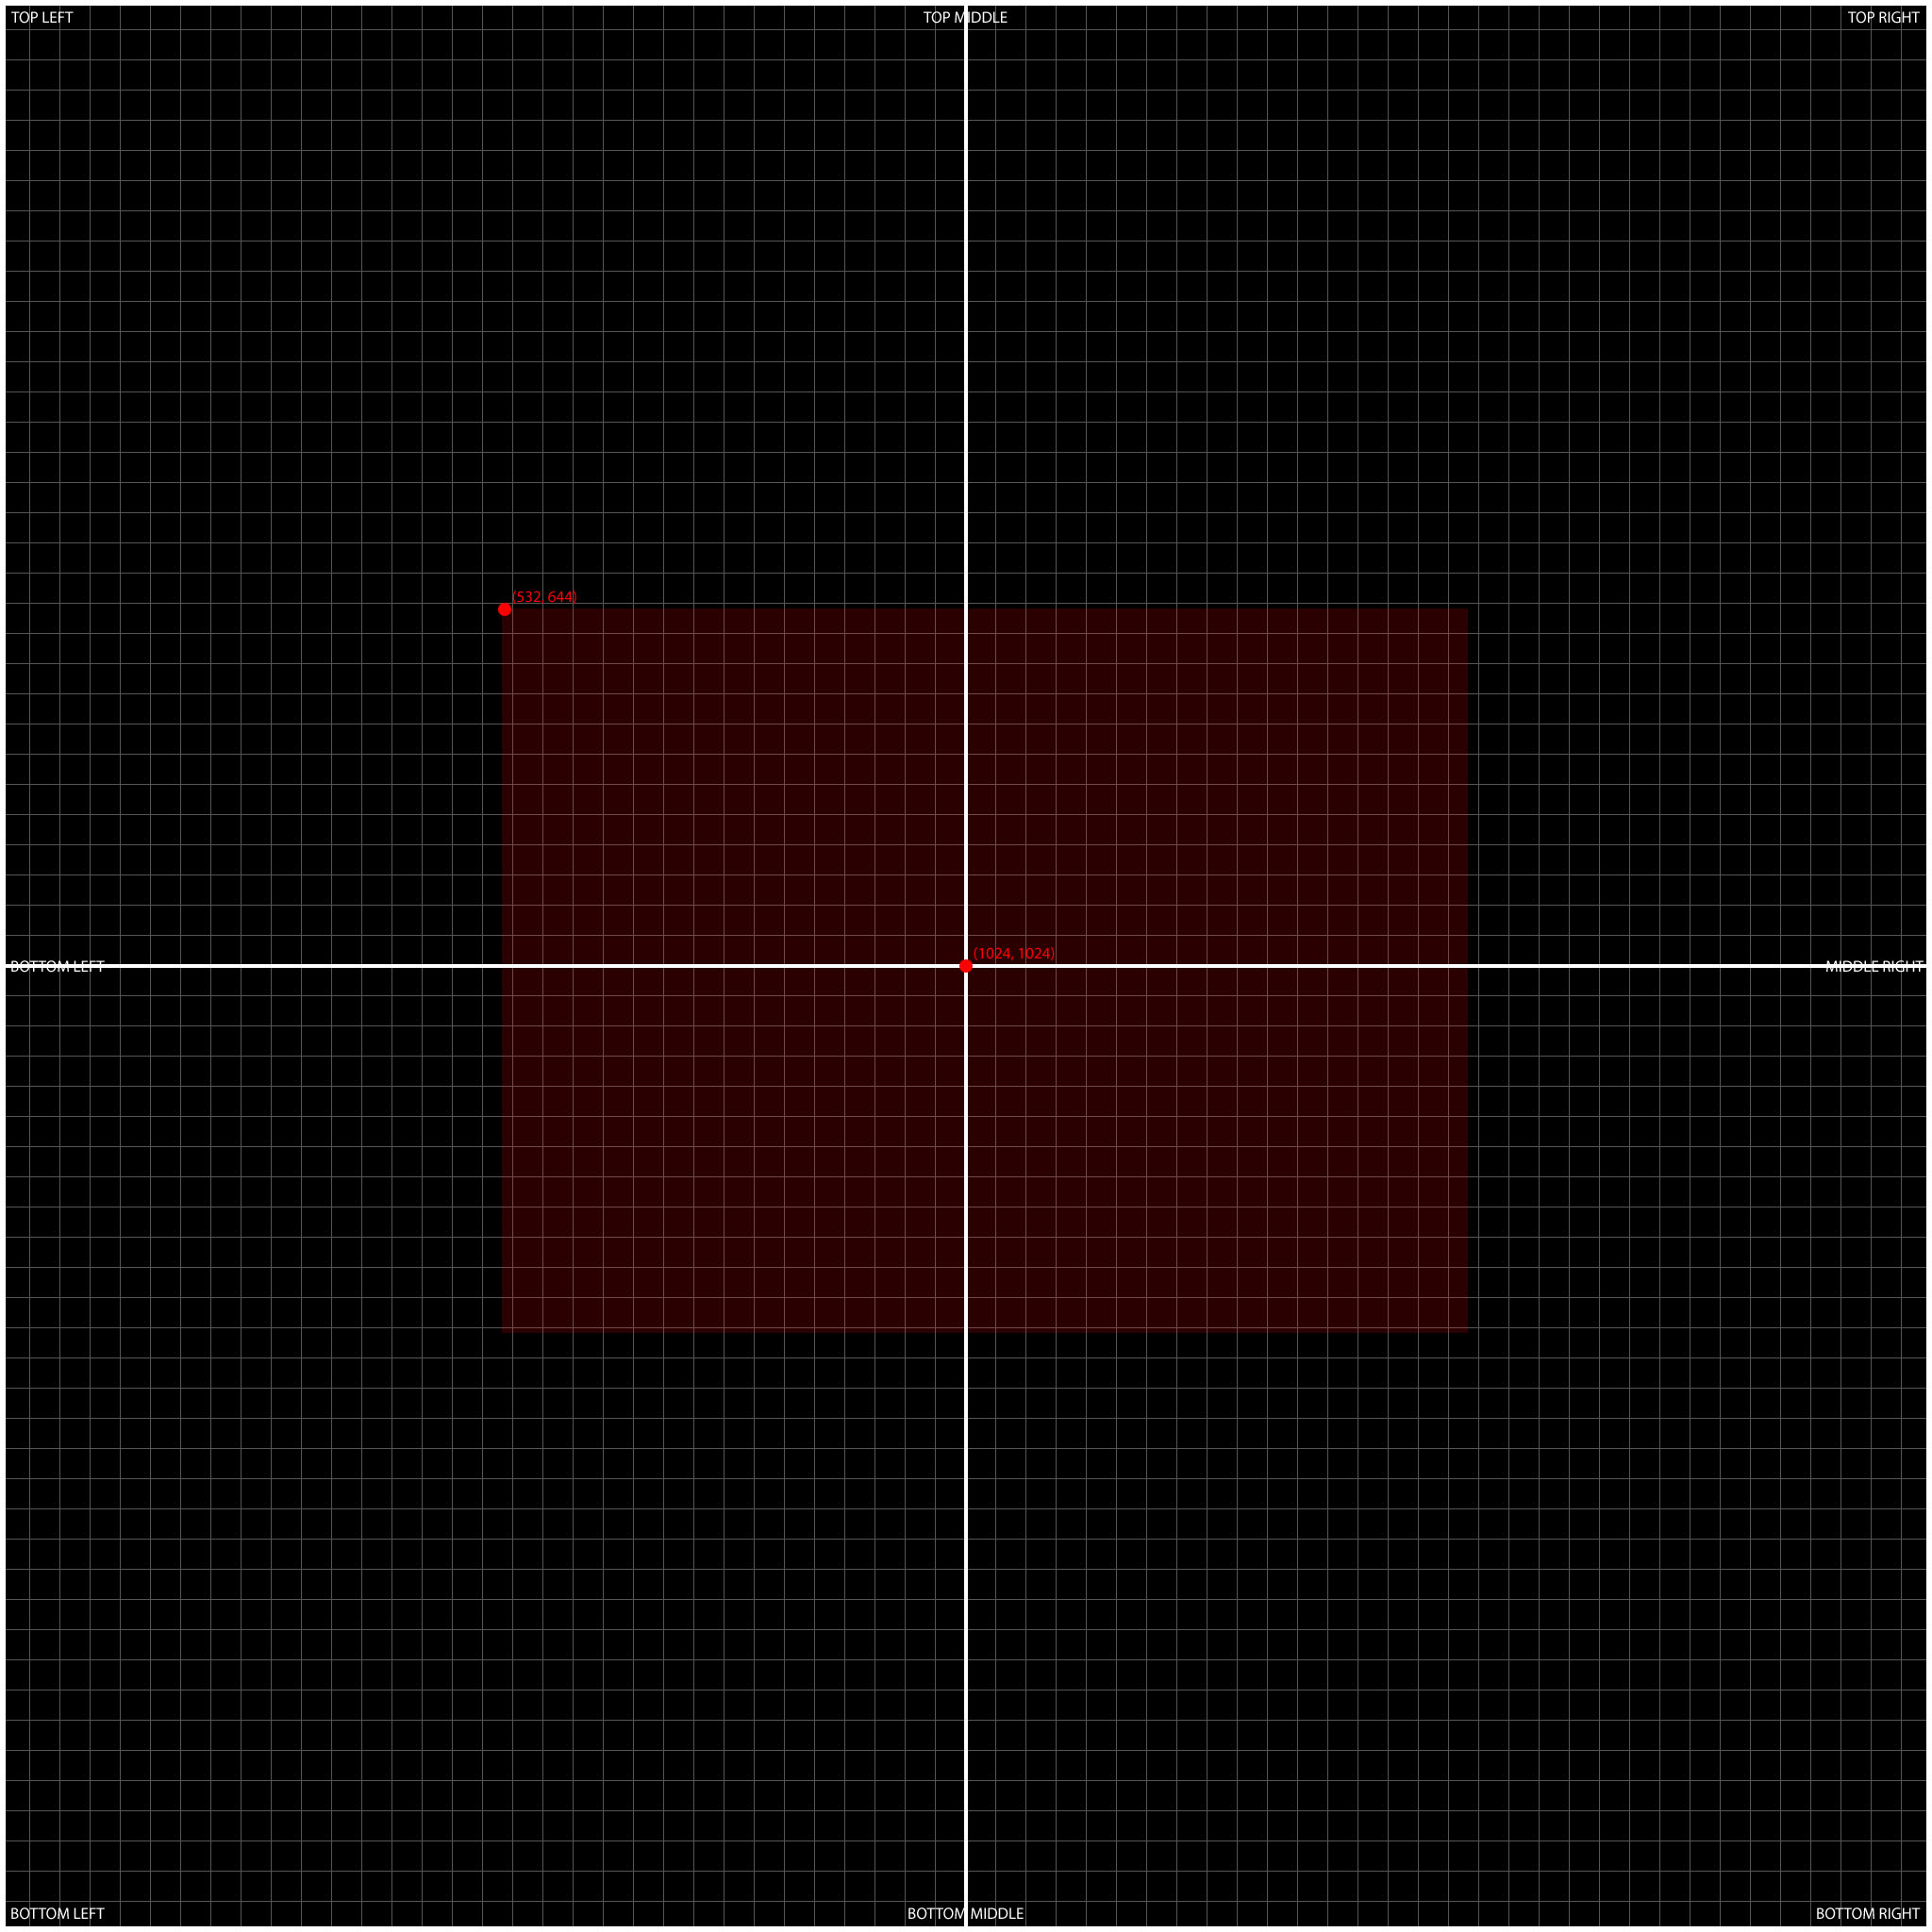 TOP LEFT
TOP MIDDLE
TOP RIGHT
(532, 644)
(1024, 1024)
BOTTOM LEFT
MIDDLE RIGHT
BOTTOM LEFT
BOTTOM MIDDLE
BOTTOM RIGHT